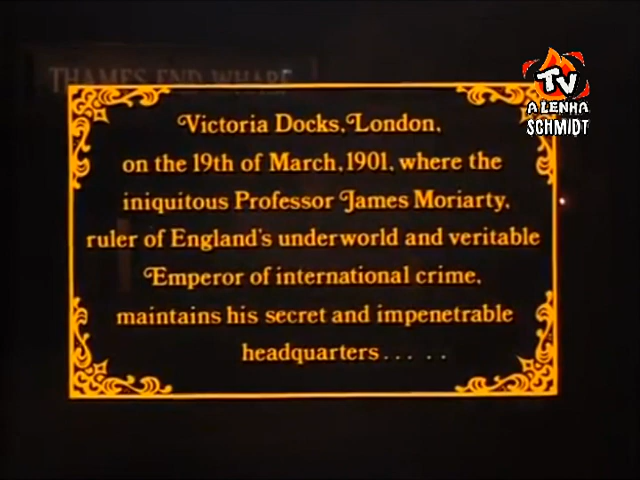 THAMES END WHARF
TV
A LENHA
SCHMIDT
Victoria Docks, London,
on the 19th of March, 1901, where the
iniquitous Professor James Moriarty,
ruler of England's underworld and veritable
Emperor of international crime,
maintains his secret and impenetrable
headquarters.... ..